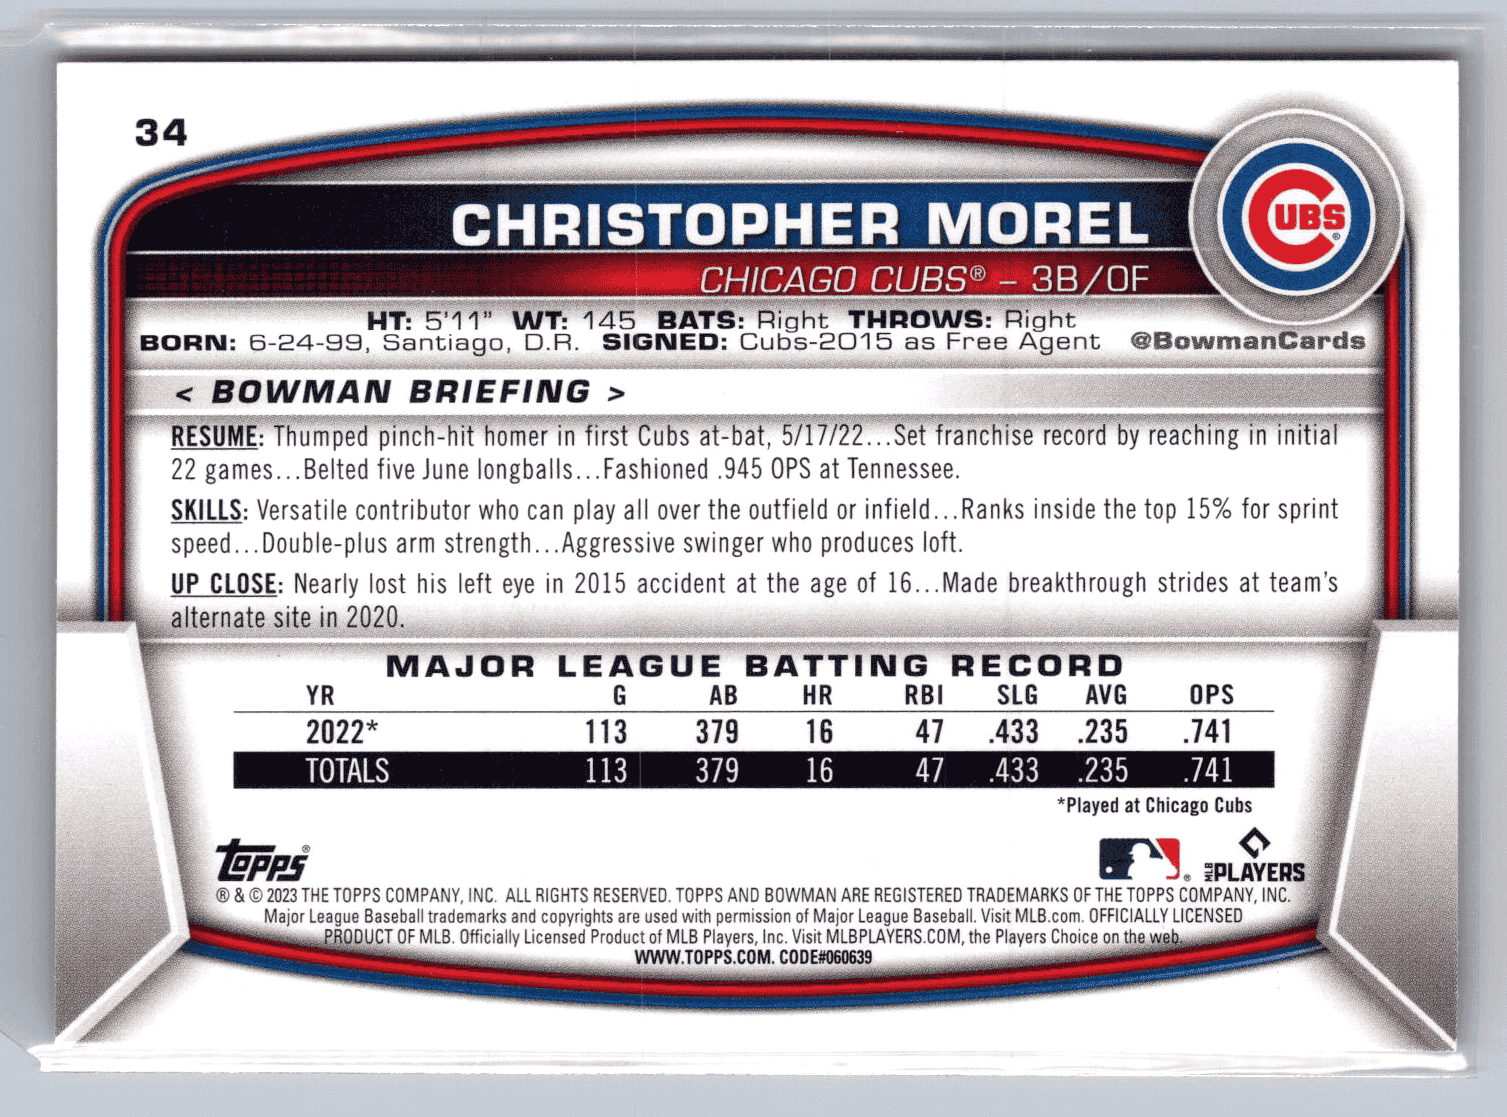 34
CUBS®
CHRISTOPHER MOREL
CHICAGO CUBS® – 3B/OF
HT: 5'11" WT: 145 BATS: Right THROWS: Right
BORN: 6-24-99, Santiago, D.R. SIGNED: Cubs-2015 as Free Agent @BowmanCards
< BOWMAN BRIEFING >
RESUME: Thumped pinch-hit homer in first Cubs at-bat, 5/17/22...Set franchise record by reaching in initial
22 games...Belted five June longballs...Fashioned .945 OPS at Tennessee.
SKILLS: Versatile contributor who can play all over the outfield or infield...Ranks inside the top 15% for sprint
speed...Double-plus arm strength...Aggressive swinger who produces loft.
UP CLOSE: Nearly lost his left eye in 2015 accident at the age of 16...Made breakthrough strides at team's
alternate site in 2020.
MAJOR LEAGUE BATTING RECORD
YR G AB HR RBI SLG AVG OPS
2022* 113 379 16 47 .433 .235 .741
TOTALS 113 379 16 47 .433 .235 .741
*Played at Chicago Cubs
Topps® ® MLB PLAYERS
® & © 2023 THE TOPPS COMPANY, INC. ALL RIGHTS RESERVED. TOPPS AND BOWMAN ARE REGISTERED TRADEMARKS OF THE TOPPS COMPANY, INC.
Major League Baseball trademarks and copyrights are used with permission of Major League Baseball. Visit MLB.com. OFFICIALLY LICENSED
PRODUCT OF MLB. Officially Licensed Product of MLB Players, Inc. Visit MLBPLAYERS.COM, the Players Choice on the web.
WWW.TOPPS.COM. CODE#060639